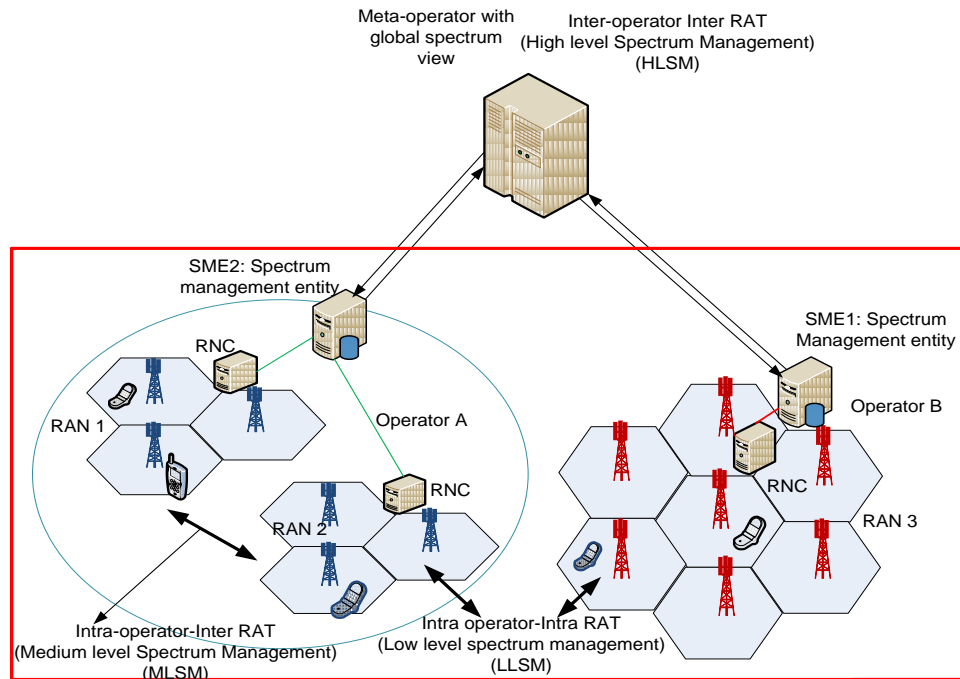 Meta-operator with
global spectrum
view
Inter-operator Inter RAT
(High level Spectrum Management)
(HLSM)
SME2: Spectrum
management entity
SME1: Spectrum
Management entity
RNC
RAN 1
Operator A
Operator B
RNC
RNC
RAN 2
RAN 3
Intra-operator-Inter RAT
(Medium level Spectrum Management)
(MLSM)
Intra operator-Intra RAT
(Low level spectrum management)
(LLSM)